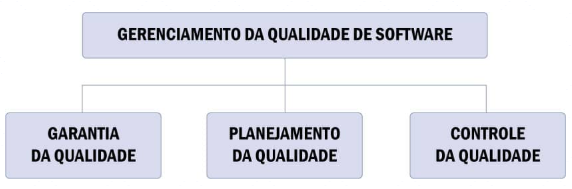 GERENCIAMENTO DA QUALIDADE DE SOFTWARE
GARANTIA
DA QUALIDADE
PLANEJAMENTO
DA QUALIDADE
CONTROLE
DA QUALIDADE